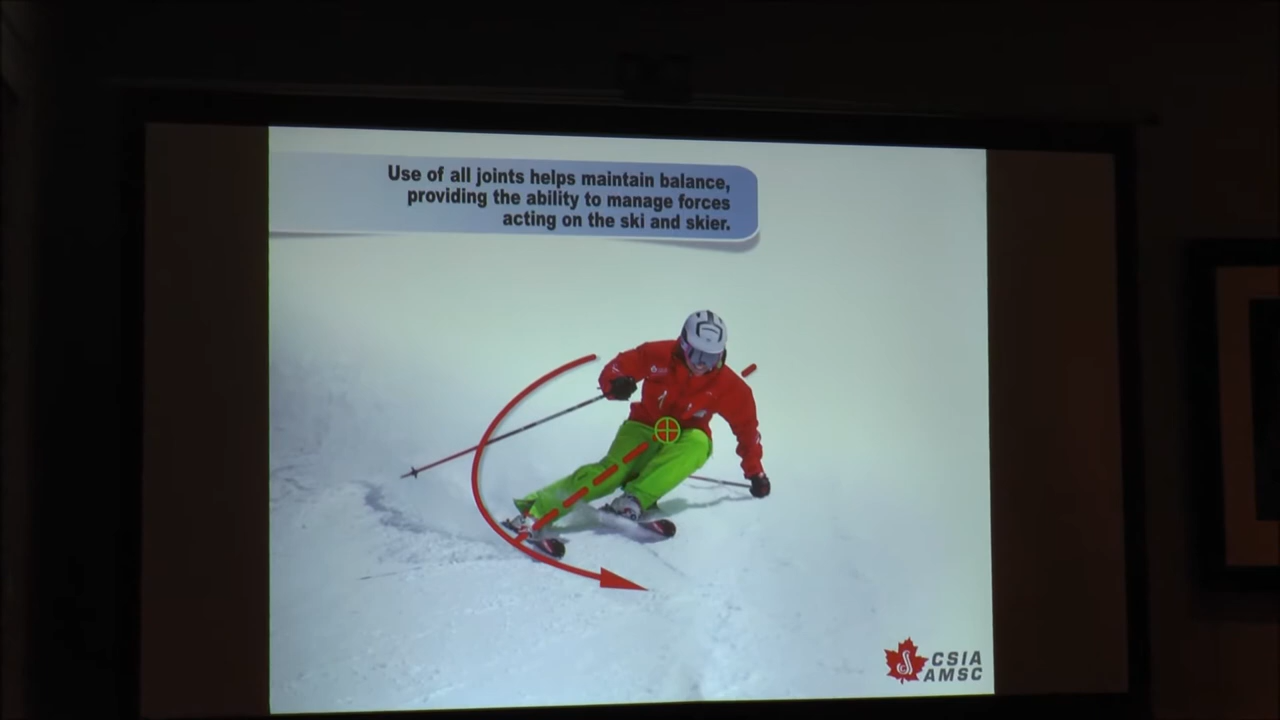 Use of all joints helps maintain balance,
providing the ability to manage forces
acting on the ski and skier.
CSIA
AMSC